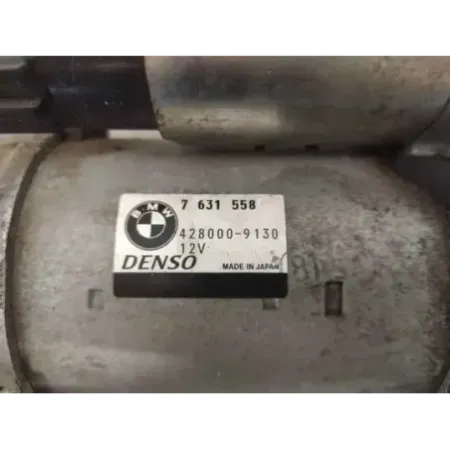 BMW
7 631 558
428000-9130
12V
DENSO
MADE IN JAPAN